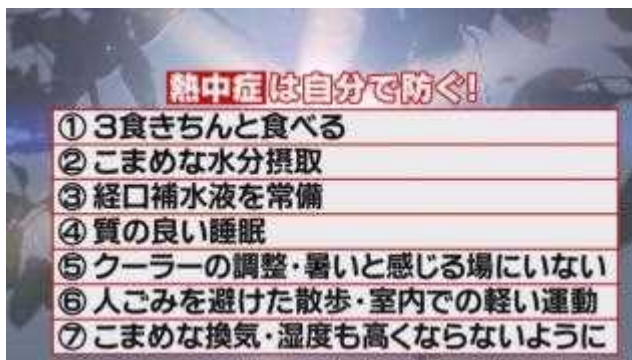 熱中症は自分で防ぐ!
① 3食きちんと食べる
② こまめな水分摂取
③ 経口補水液を常備
④ 質の良い睡眠
⑤ クーラーの調整・暑いと感じる場にいない
⑥ 人ごみを避けた散歩・室内での軽い運動
⑦ こまめな換気・湿度も高くならないように